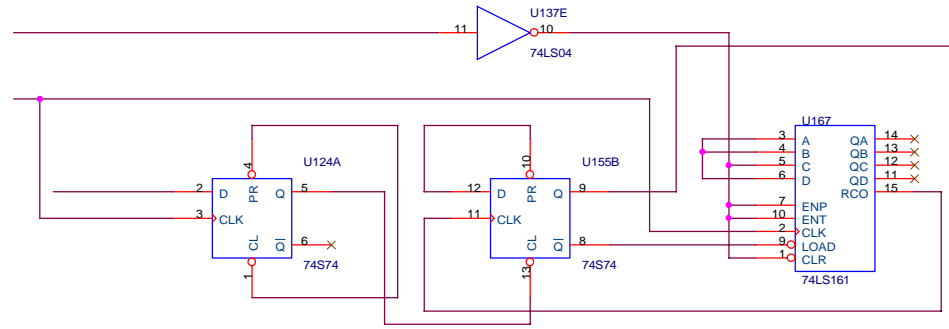 U137E
11
10
74LS04
U124A
4
2
D
PR
Q
5
3
CLK
CL
QI
6
74S74
1
U155B
10
12
D
PR
Q
9
11
CLK
CL
QI
8
74S74
13
U167
3
A
QA
14
4
B
QB
13
5
C
QC
12
6
D
QD
11
RCO
15
7
ENP
10
ENT
2
CLK
9
LOAD
1
CLR
74LS161